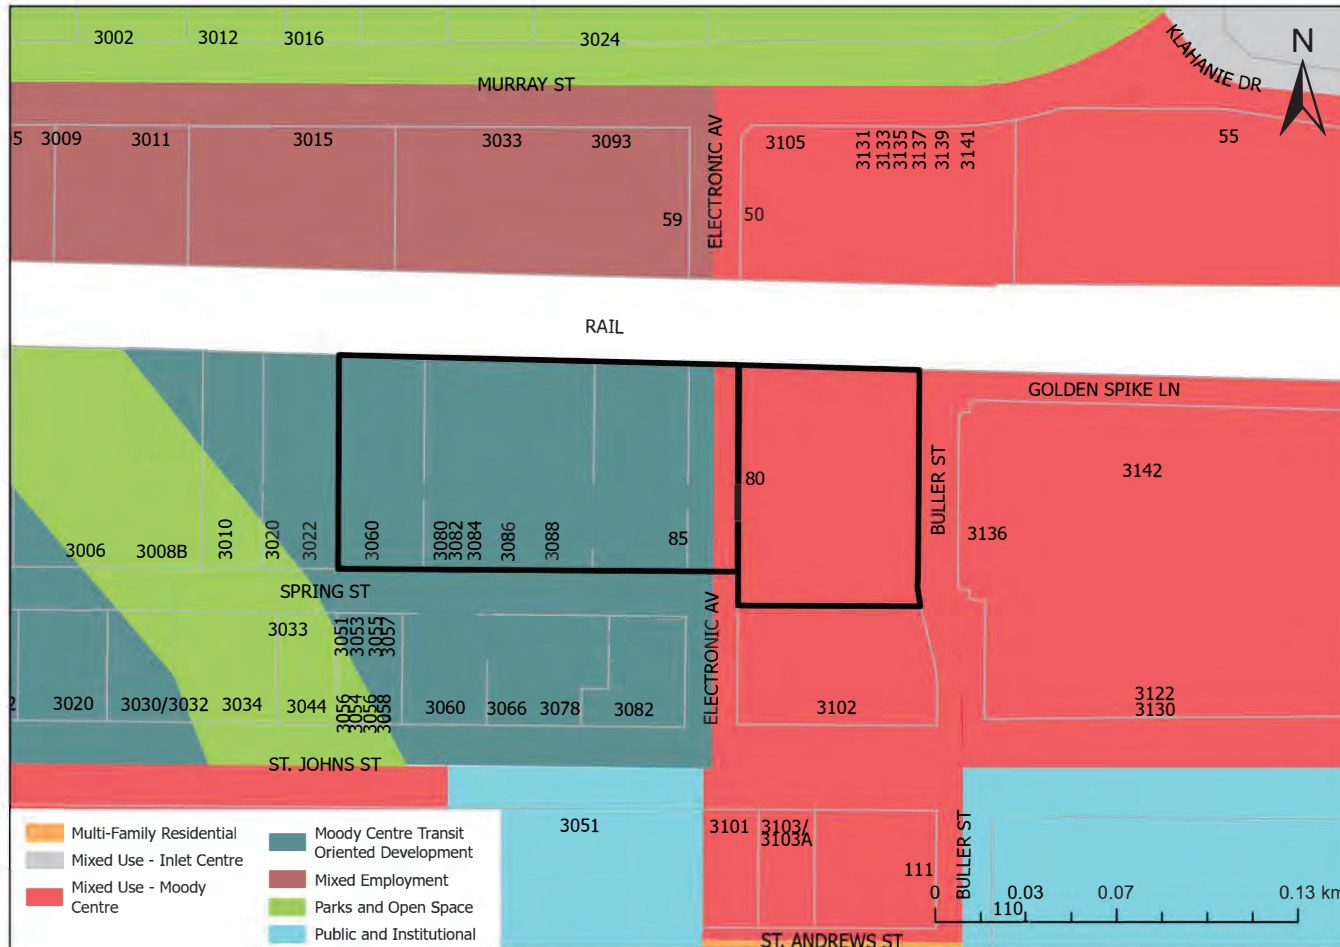 3002
3012
3016
3024
N
KLAHANIE DR
MURRAY ST
3009
3011
3015
3033
3093
59
ELECTRONIC AV
50
3105
3131
3133
3135
3137
3139
3141
55
RAIL
GOLDEN SPIKE LN
3006
3008B
3010
3020
3022
3060
3080
3082
3084
3086
3088
85
80
BULLER ST
3136
3142
SPRING ST
3033
3051
3053
3055
3057
ELECTRONIC AV
3020
3030/3032
3034
3044
3056
3054
3056
3058
3060
3066
3078
3082
3102
3122
3130
ST. JOHNS ST
3051
3101
3103/
3103A
111
BULLER ST
110
ST. ANDREWS ST
0
0.03
0.07
0.13 km
Multi-Family Residential
Mixed Use - Inlet Centre
Mixed Use - Moody
Centre
Moody Centre Transit
Oriented Development
Mixed Employment
Parks and Open Space
Public and Institutional